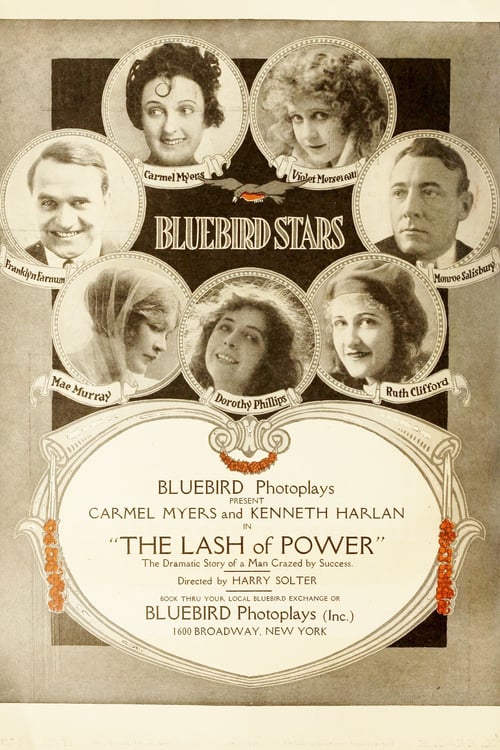 Carmel Myers
Violet Mersereau
BLUEBIRD STARS
Franklyn Farnum
Monroe Salisbury
Mae Murray
Dorothy Phillips
Ruth Clifford
BLUEBIRD Photoplays
PRESENT
CARMEL MYERS and KENNETH HARLAN
IN
"THE LASH of POWER"
The Dramatic Story of a Man Crazed by Success.
Directed by HARRY SOLTER
BOOK THRU YOUR LOCAL BLUEBIRD EXCHANGE OR
BLUEBIRD Photoplays (Inc.)
1600 BROADWAY, NEW YORK